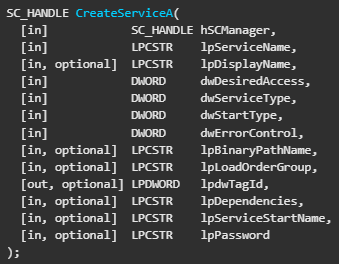 SC_HANDLE CreateServiceA(
  [in]            SC_HANDLE hSCManager,
  [in]            LPCSTR    lpServiceName,
  [in, optional]  LPCSTR    lpDisplayName,
  [in]            DWORD     dwDesiredAccess,
  [in]            DWORD     dwServiceType,
  [in]            DWORD     dwStartType,
  [in]            DWORD     dwErrorControl,
  [in, optional]  LPCSTR    lpBinaryPathName,
  [in, optional]  LPCSTR    lpLoadOrderGroup,
  [out, optional] LPDWORD   lpdwTagId,
  [in, optional]  LPCSTR    lpDependencies,
  [in, optional]  LPCSTR    lpServiceStartName,
  [in, optional]  LPCSTR    lpPassword
);